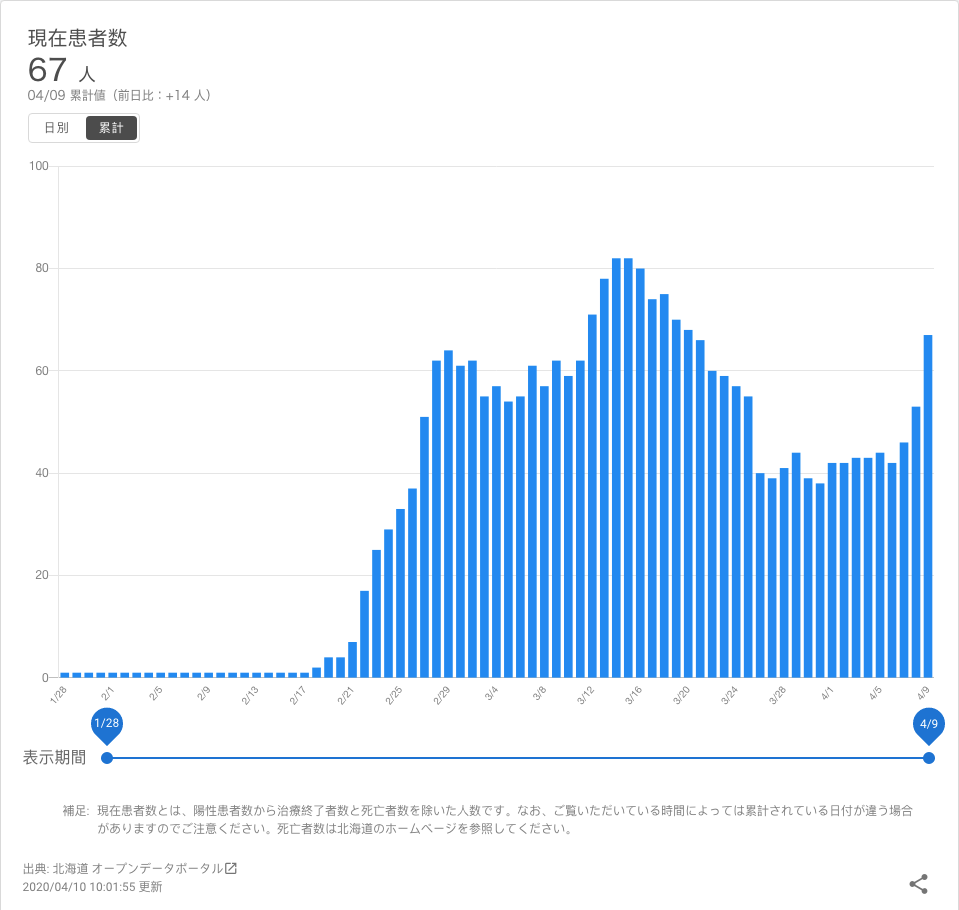 現在患者数
67 人
04/09 累計値（前日比：+14 人）
日別 累計
100
80
60
40
20
0
1/28 2/1 2/5 2/9 2/13 2/17 2/21 2/25 2/29 3/4 3/8 3/12 3/16 3/20 3/24 3/28 4/1 4/5 4/9
1/28 4/9
表示期間
補足: 現在患者数とは、陽性患者数から治療終了者数と死亡者数を除いた人数です。なお、ご覧いただいている時間によっては累計されている日付が違う場合
がありますのでご注意ください。死亡者数は北海道のホームページを参照してください。
出典: 北海道 オープンデータポータル
2020/04/10 10:01:55 更新